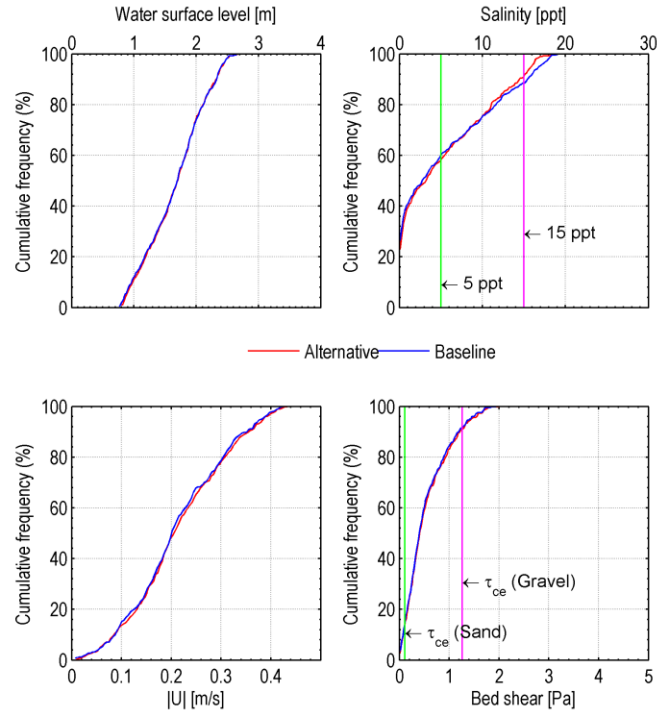 Water surface level [m]
Salinity [ppt]
0 1 2 3 4
0 10 20 30
Cumulative frequency (%)
100
80
60
40
20
0
Cumulative frequency (%)
100
80
60
40
20
0
← 15 ppt
← 5 ppt
Alternative
Baseline
Cumulative frequency (%)
100
80
60
40
20
0
0 0.1 0.2 0.3 0.4
|U| [m/s]
Cumulative frequency (%)
100
80
60
40
20
0
← τce (Gravel)
← τce (Sand)
0 1 2 3 4 5
Bed shear [Pa]